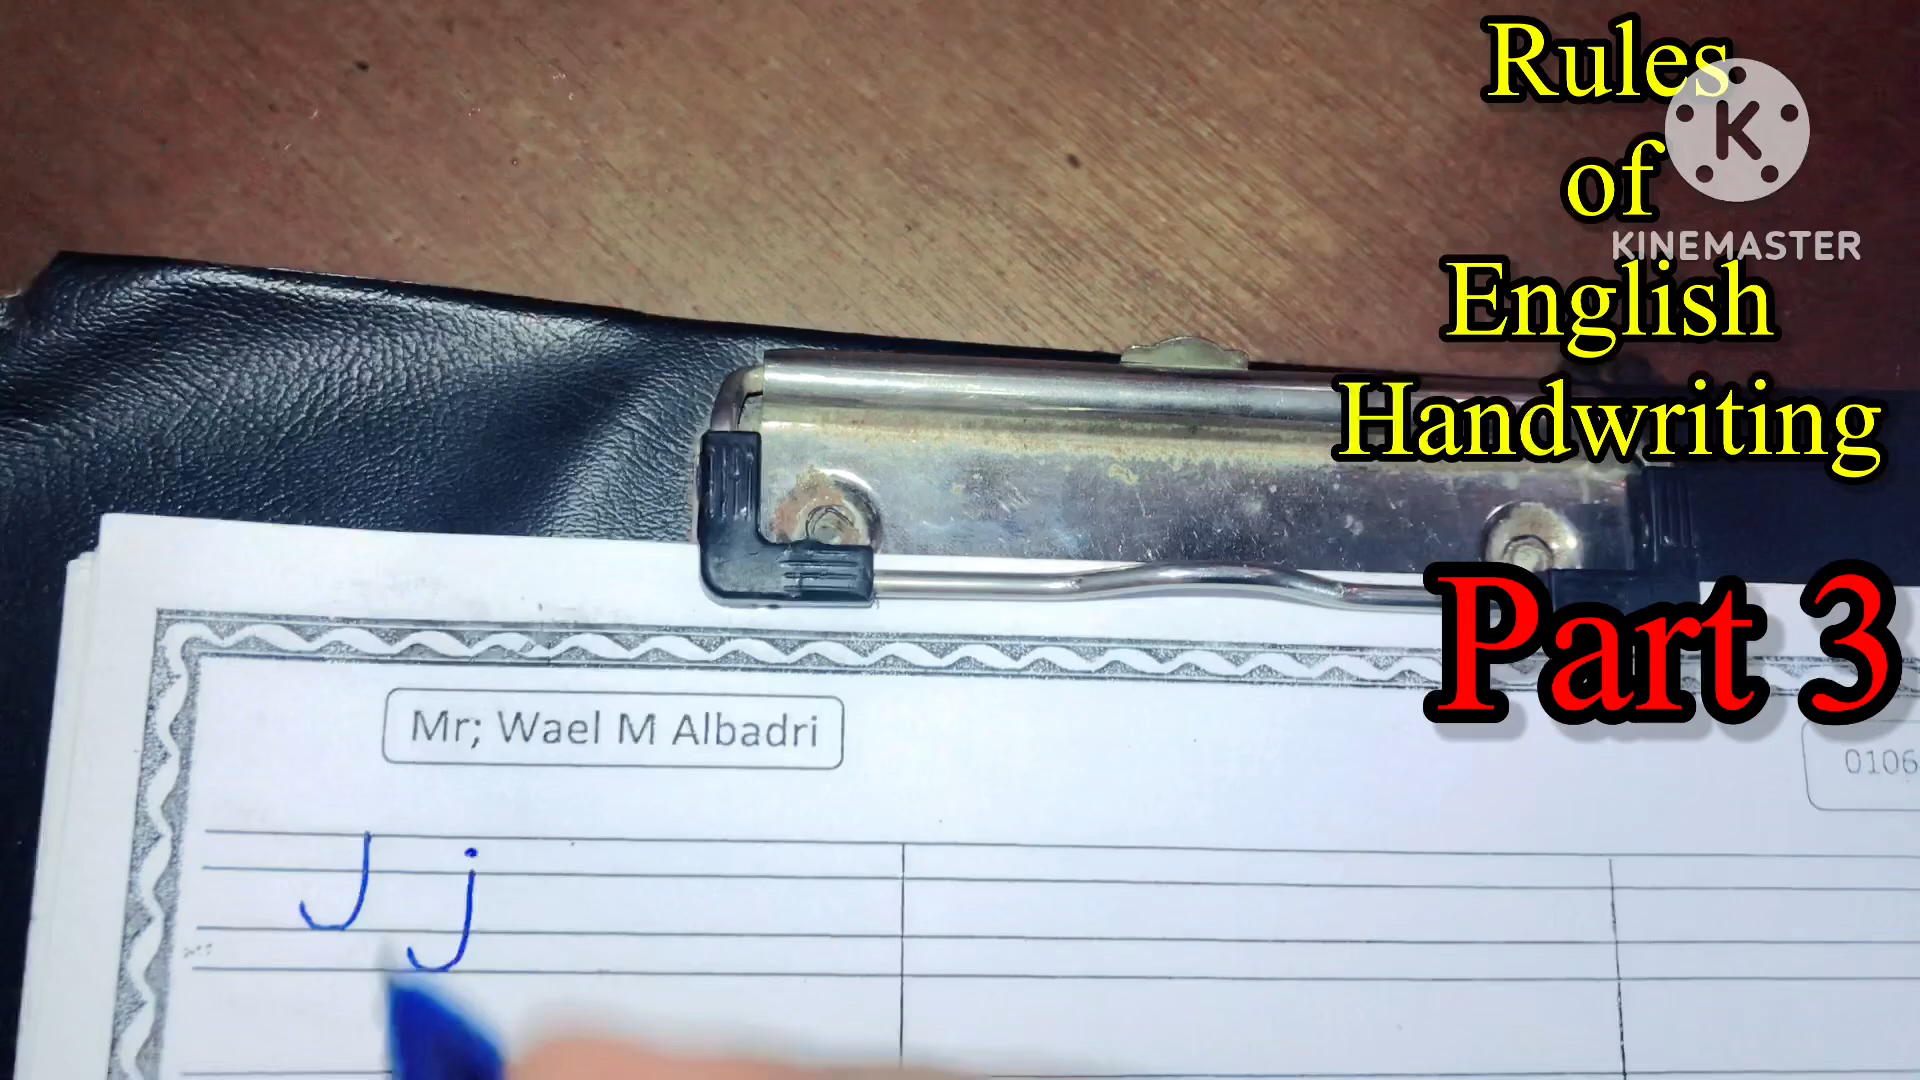 Rules
of
English
Handwriting
Part 3
KINEMASTER
Mr; Wael M Albadri
0106
J j